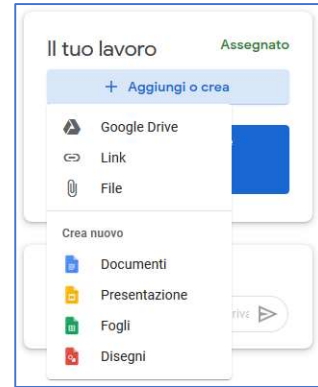 Il tuo lavoro Assegnato
+ Aggiungi o crea
Google Drive
Link
File
Crea nuovo
Documenti
Presentazione
Fogli
Disegni